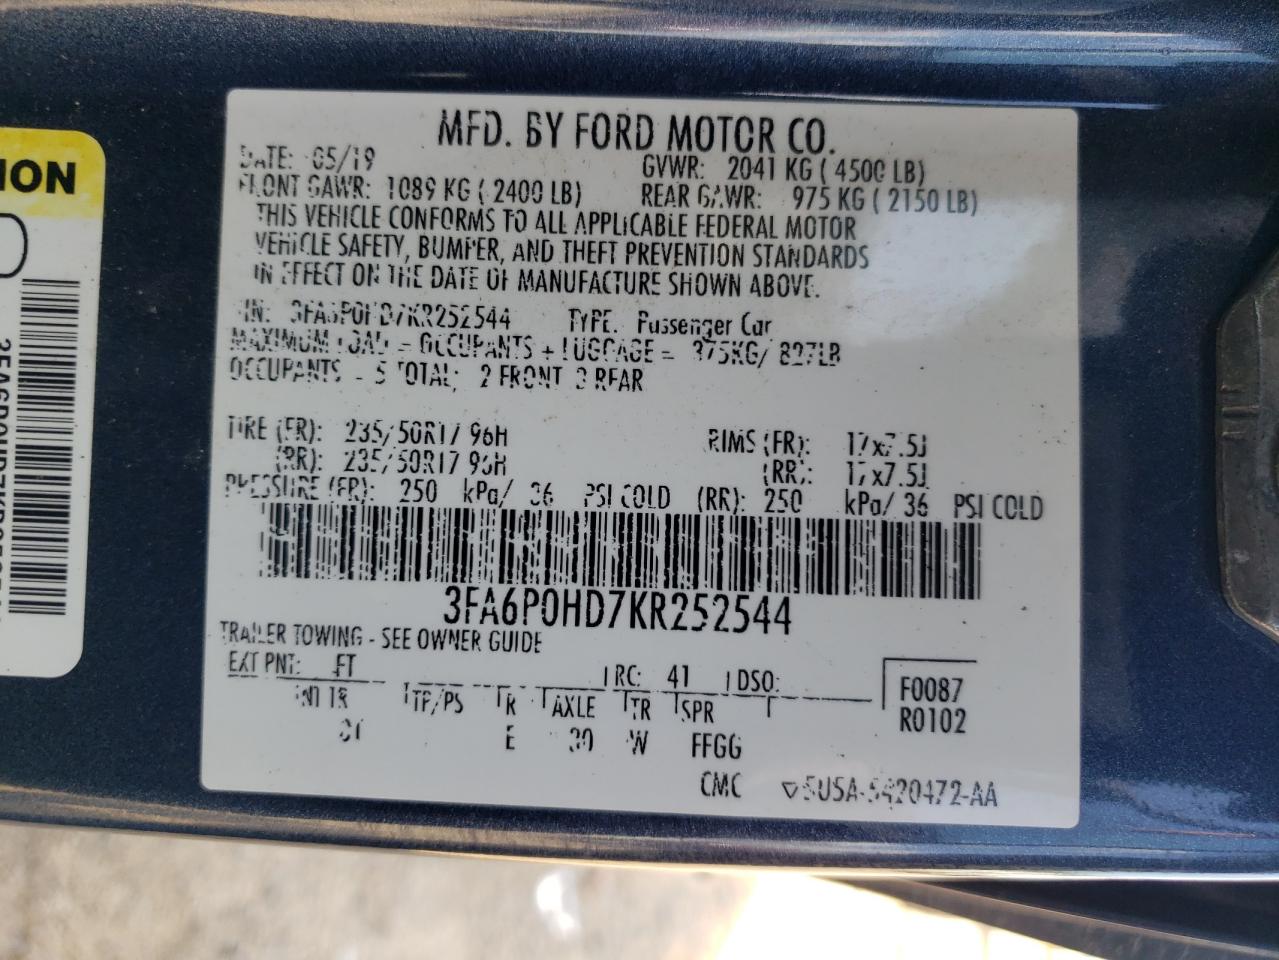 MFD. BY FORD MOTOR CO.
DATE: 05/19 GVWR: 2041 KG ( 4500 LB)
FRONT GAWR: 1089 KG ( 2400 LB) REAR GAWR: 975 KG ( 2150 LB)
THIS VEHICLE CONFORMS TO ALL APPLICABLE FEDERAL MOTOR
VEHICLE SAFETY, BUMPER, AND THEFT PREVENTION STANDARDS
IN EFFECT ON THE DATE OF MANUFACTURE SHOWN ABOVE.
VIN: 3FA6P0HD7KR252544 TYPE: Passenger Car
MAXIMUM LOAD = OCCUPANTS + LUGGAGE = 375KG/ 827LB
OCCUPANTS = 5 TOTAL; 2 FRONT 3 REAR
TIRE (FR): 235/50R17 96H RIMS (FR): 17x7.5J
(RR): 235/50R17 96H (RR): 17x7.5J
PRESSURE (FR): 250 kPa/ 36 PSI COLD (RR): 250 kPa/ 36 PSI COLD
3FA6P0HD7KR252544
TRAILER TOWING - SEE OWNER GUIDE
EXT PNT: FT RC: 41 DSO:
INT TR TP/PS R AXLE TR SPR
E W FFGG
F0087
R0102
CMC 5U5A-5420472-AA
ION